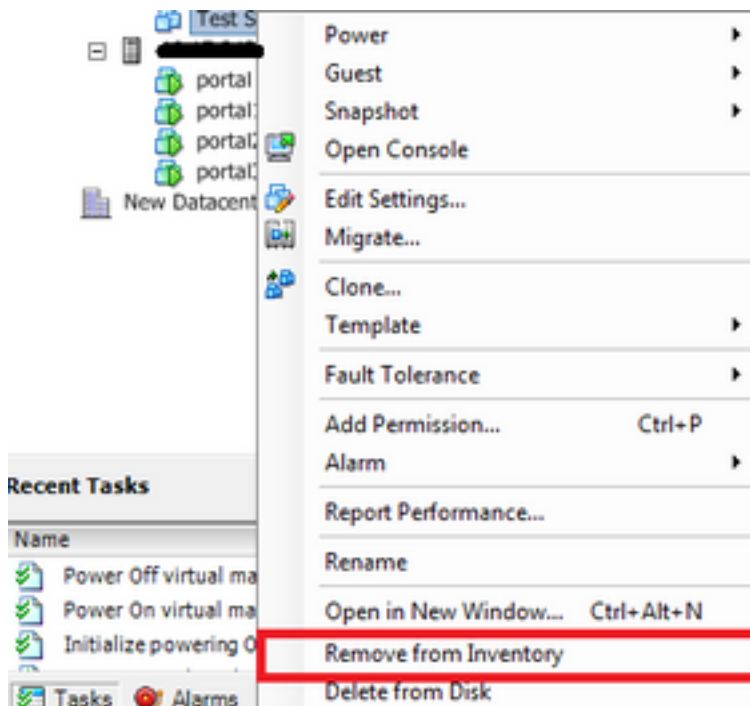 Test S
portal
portal
portal
portal
New Datacent
Power
Guest
Snapshot
Open Console
Edit Settings...
Migrate...
Clone...
Template
Fault Tolerance
Add Permission... Ctrl+P
Alarm
Report Performance...
Rename
Open in New Window... Ctrl+Alt+N
Remove from Inventory
Delete from Disk
Recent Tasks
Name
Power Off virtual ma
Power On virtual ma
Initialize powering O
Tasks Alarms